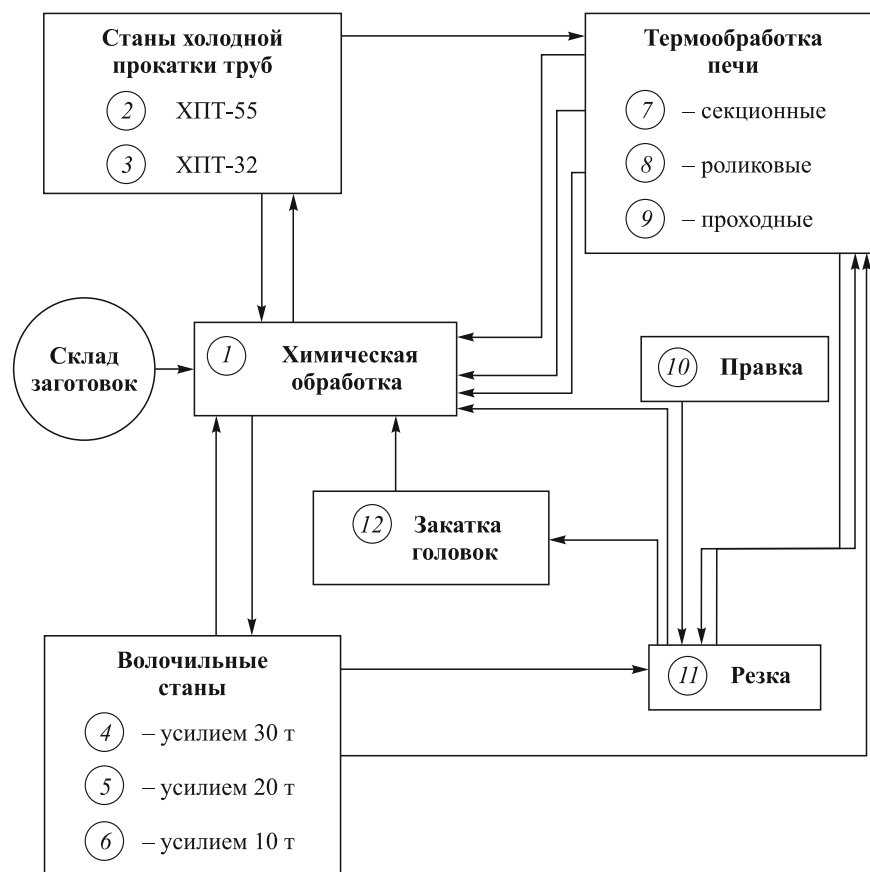 Станы холодной
прокатки труб
2 ХПТ-55
3 ХПТ-32
Термообработка
печи
7 – секционные
8 – роликовые
9 – проходные
Склад
заготовок
1 Химическая
обработка
10 Правка
12 Закатка
головок
11 Резка
Волочильные
станы
4 – усилием 30 т
5 – усилием 20 т
6 – усилием 10 т